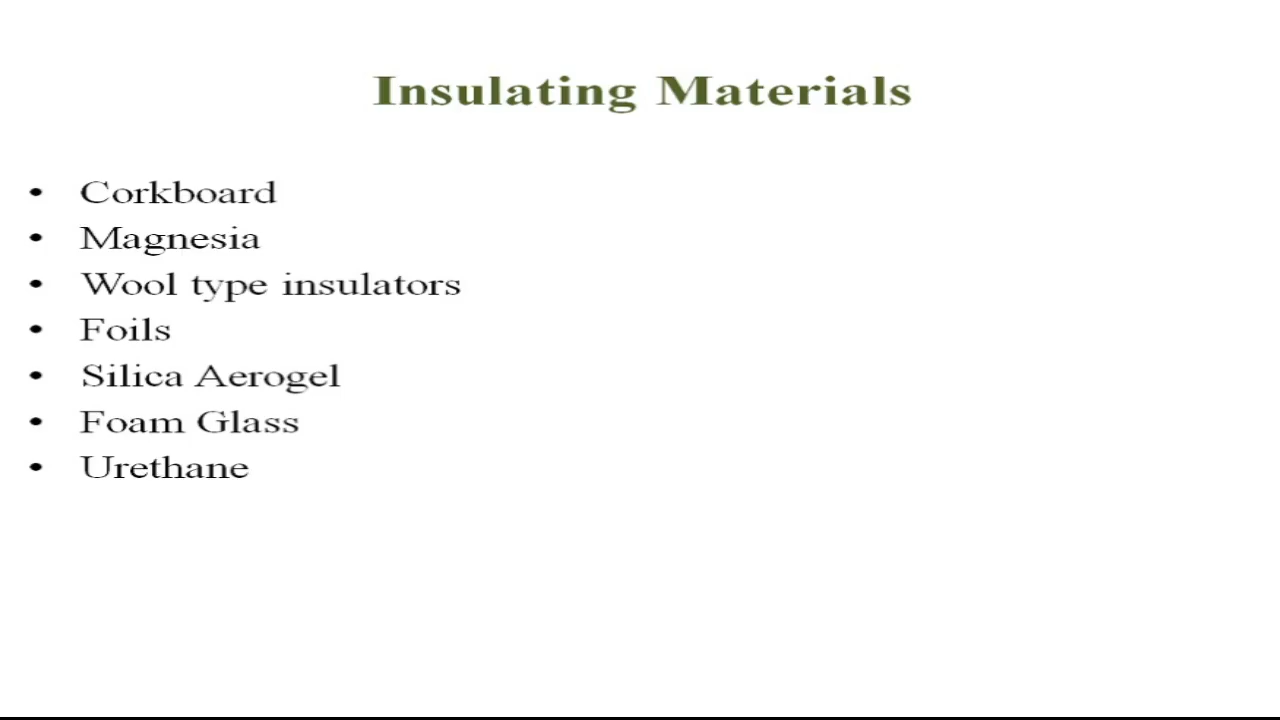 Insulating Materials
• Corkboard
• Magnesia
• Wool type insulators
• Foils
• Silica Aerogel
• Foam Glass
• Urethane